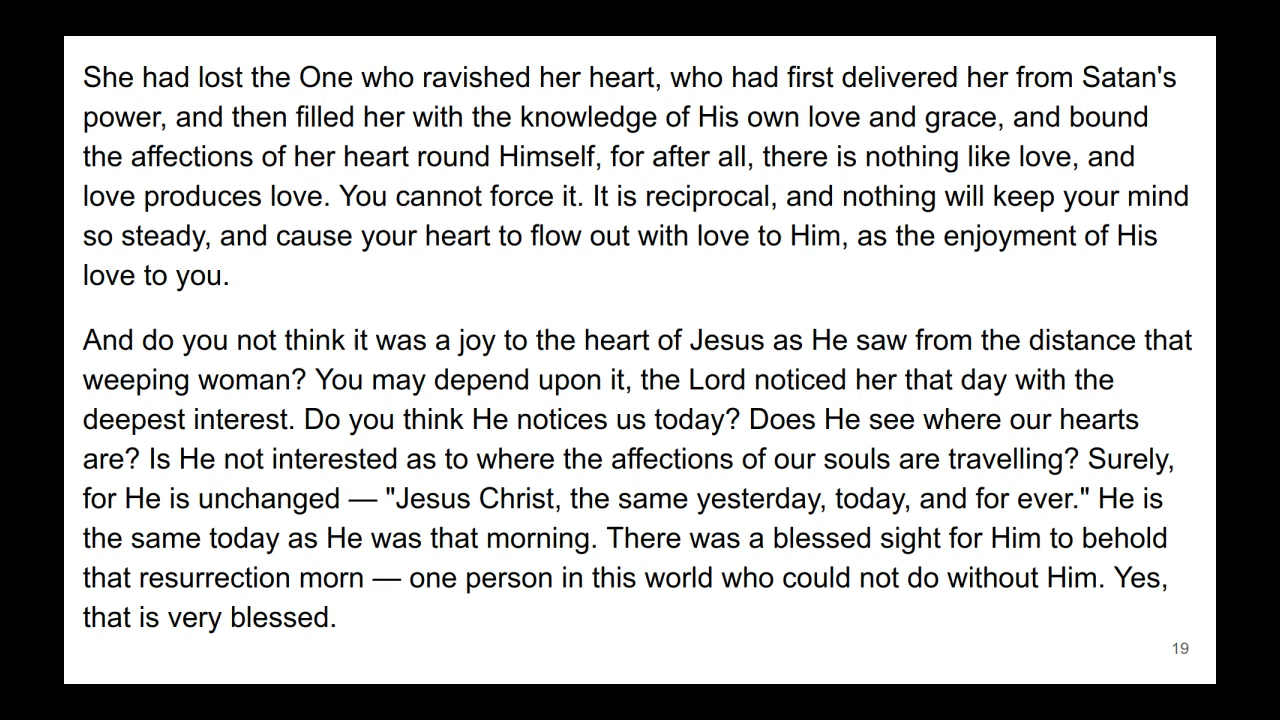 She had lost the One who ravished her heart, who had first delivered her from Satan's
power, and then filled her with the knowledge of His own love and grace, and bound
the affections of her heart round Himself, for after all, there is nothing like love, and
love produces love. You cannot force it. It is reciprocal, and nothing will keep your mind
so steady, and cause your heart to flow out with love to Him, as the enjoyment of His
love to you.
And do you not think it was a joy to the heart of Jesus as He saw from the distance that
weeping woman? You may depend upon it, the Lord noticed her that day with the
deepest interest. Do you think He notices us today? Does He see where our hearts
are? Is He not interested as to where the affections of our souls are travelling? Surely,
for He is unchanged — "Jesus Christ, the same yesterday, today, and for ever." He is
the same today as He was that morning. There was a blessed sight for Him to behold
that resurrection morn — one person in this world who could not do without Him. Yes,
that is very blessed.
19